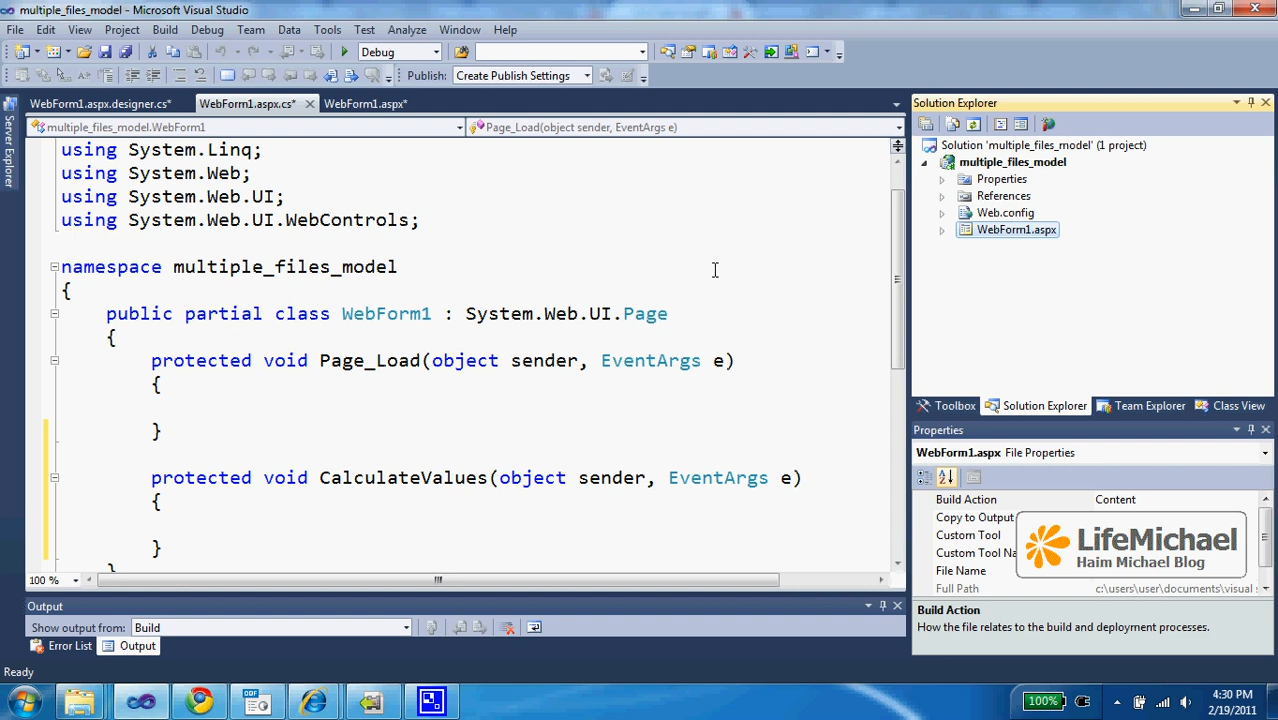 multiple_files_model - Microsoft Visual Studio
File Edit View Project Build Debug Team Data Tools Test Analyze Window Help
Debug
Publish: Create Publish Settings
Server Explorer
WebForm1.aspx.designer.cs* WebForm1.aspx.cs* WebForm1.aspx*
multiple_files_model.WebForm1 Page_Load(object sender, EventArgs e)
using System.Linq;
using System.Web;
using System.Web.UI;
using System.Web.UI.WebControls;
namespace multiple_files_model
{
public partial class WebForm1 : System.Web.UI.Page
{
protected void Page_Load(object sender, EventArgs e)
{
}
protected void CalculateValues(object sender, EventArgs e)
{
}
}
100 %
Output
Show output from: Build
Error List Output
Ready
Solution Explorer
Solution 'multiple_files_model' (1 project)
multiple_files_model
Properties
References
Web.config
WebForm1.aspx
Toolbox Solution Explorer Team Explorer Class View
Properties
WebForm1.aspx File Properties
Build Action Content
Copy to Output
Custom Tool
Custom Tool Na
File Name
Full Path c:\users\user\documents\visual s
LifeMichael
Haim Michael Blog
Build Action
How the file relates to the build and deployment processes.
100%
4:30 PM
2/19/2011